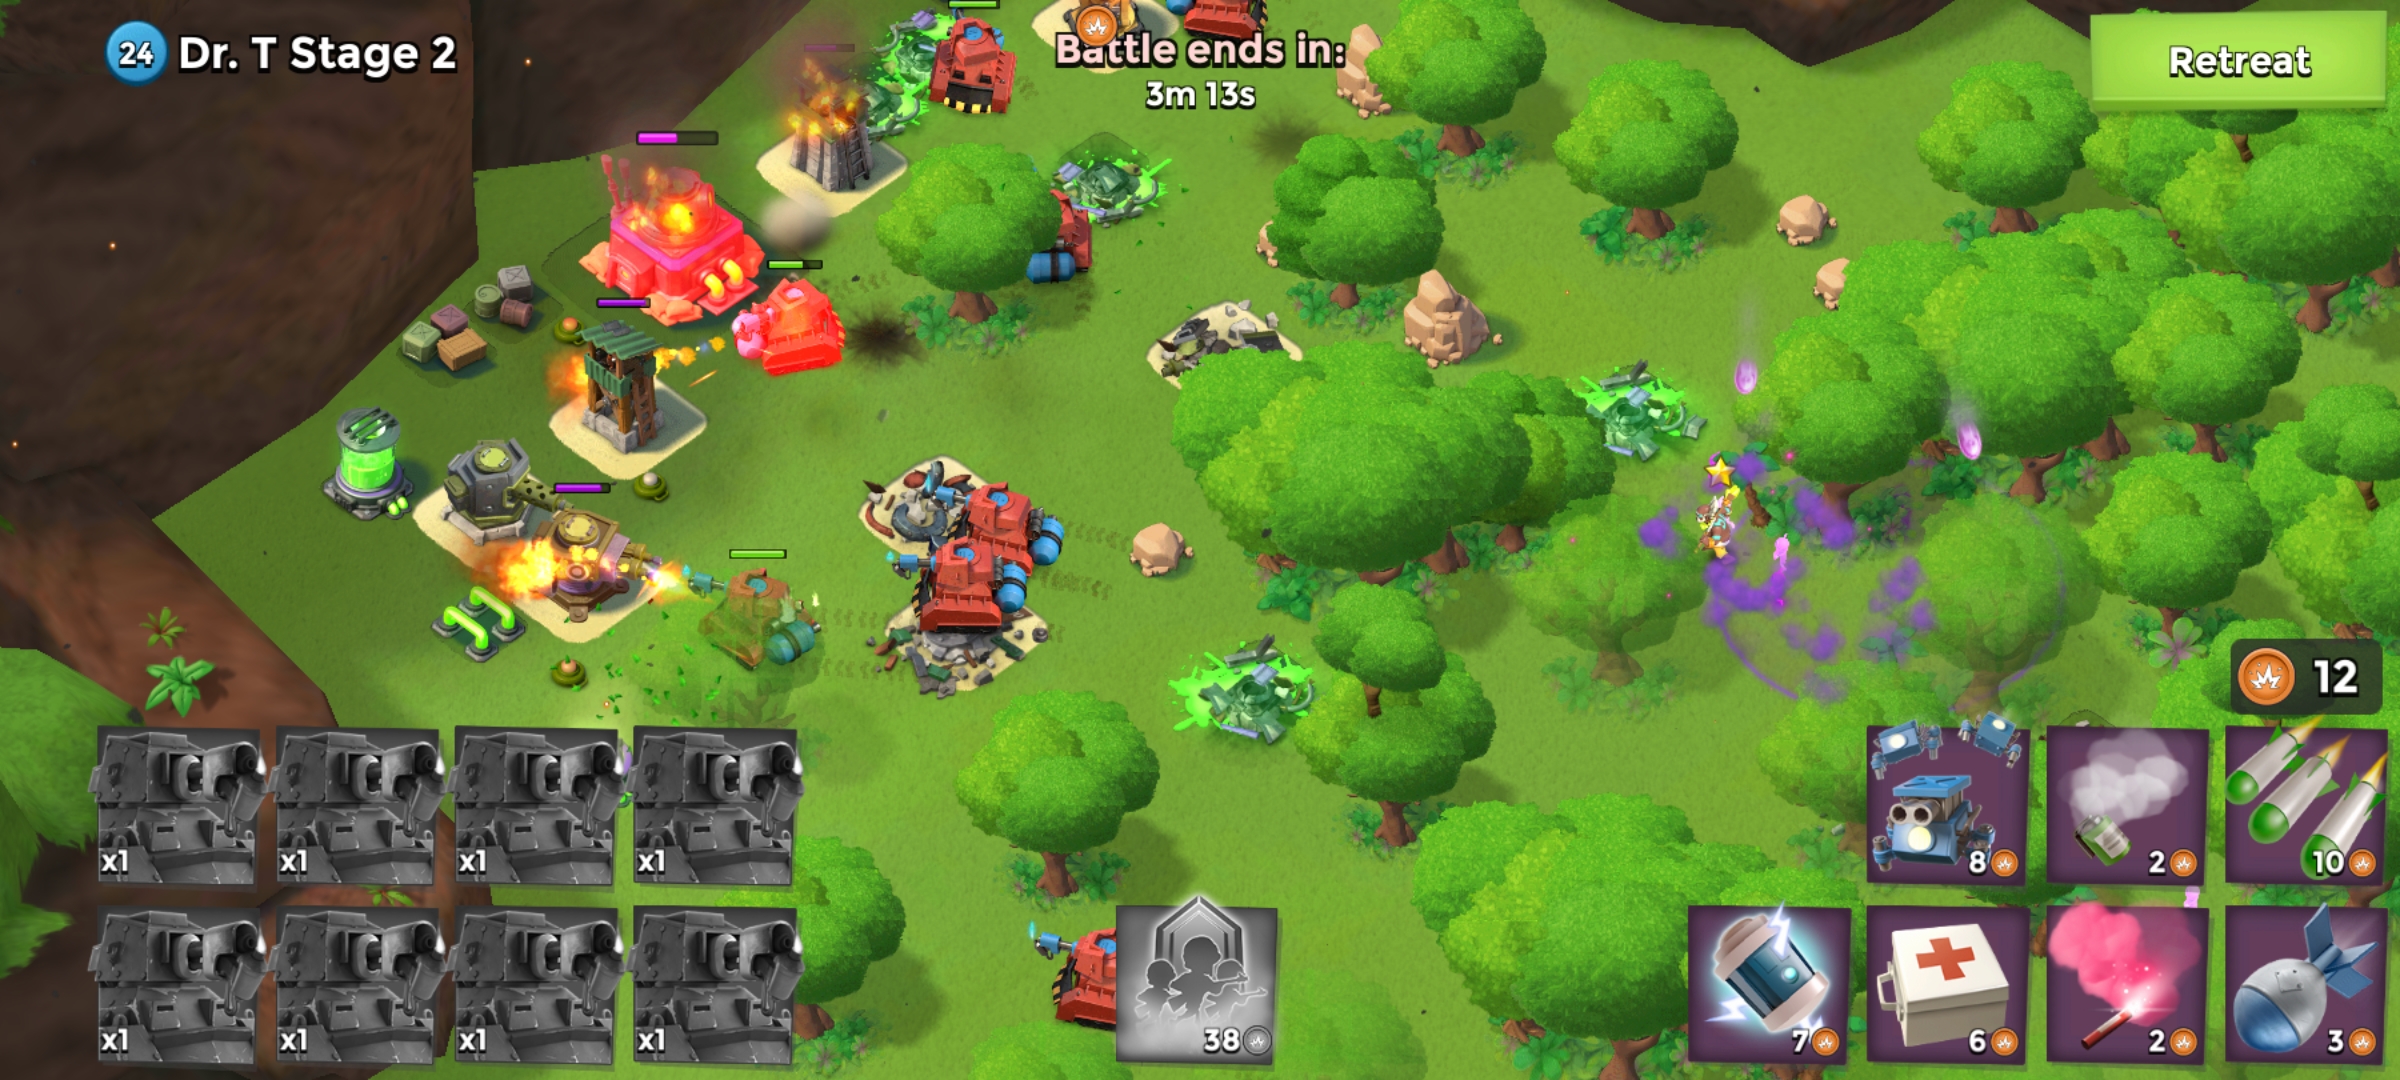 24 Dr. T Stage 2
Battle ends in:
3m 13s
Retreat
12
x1 x1 x1 x1
8 2 10
x1 x1 x1 x1
38
7 6 2 3